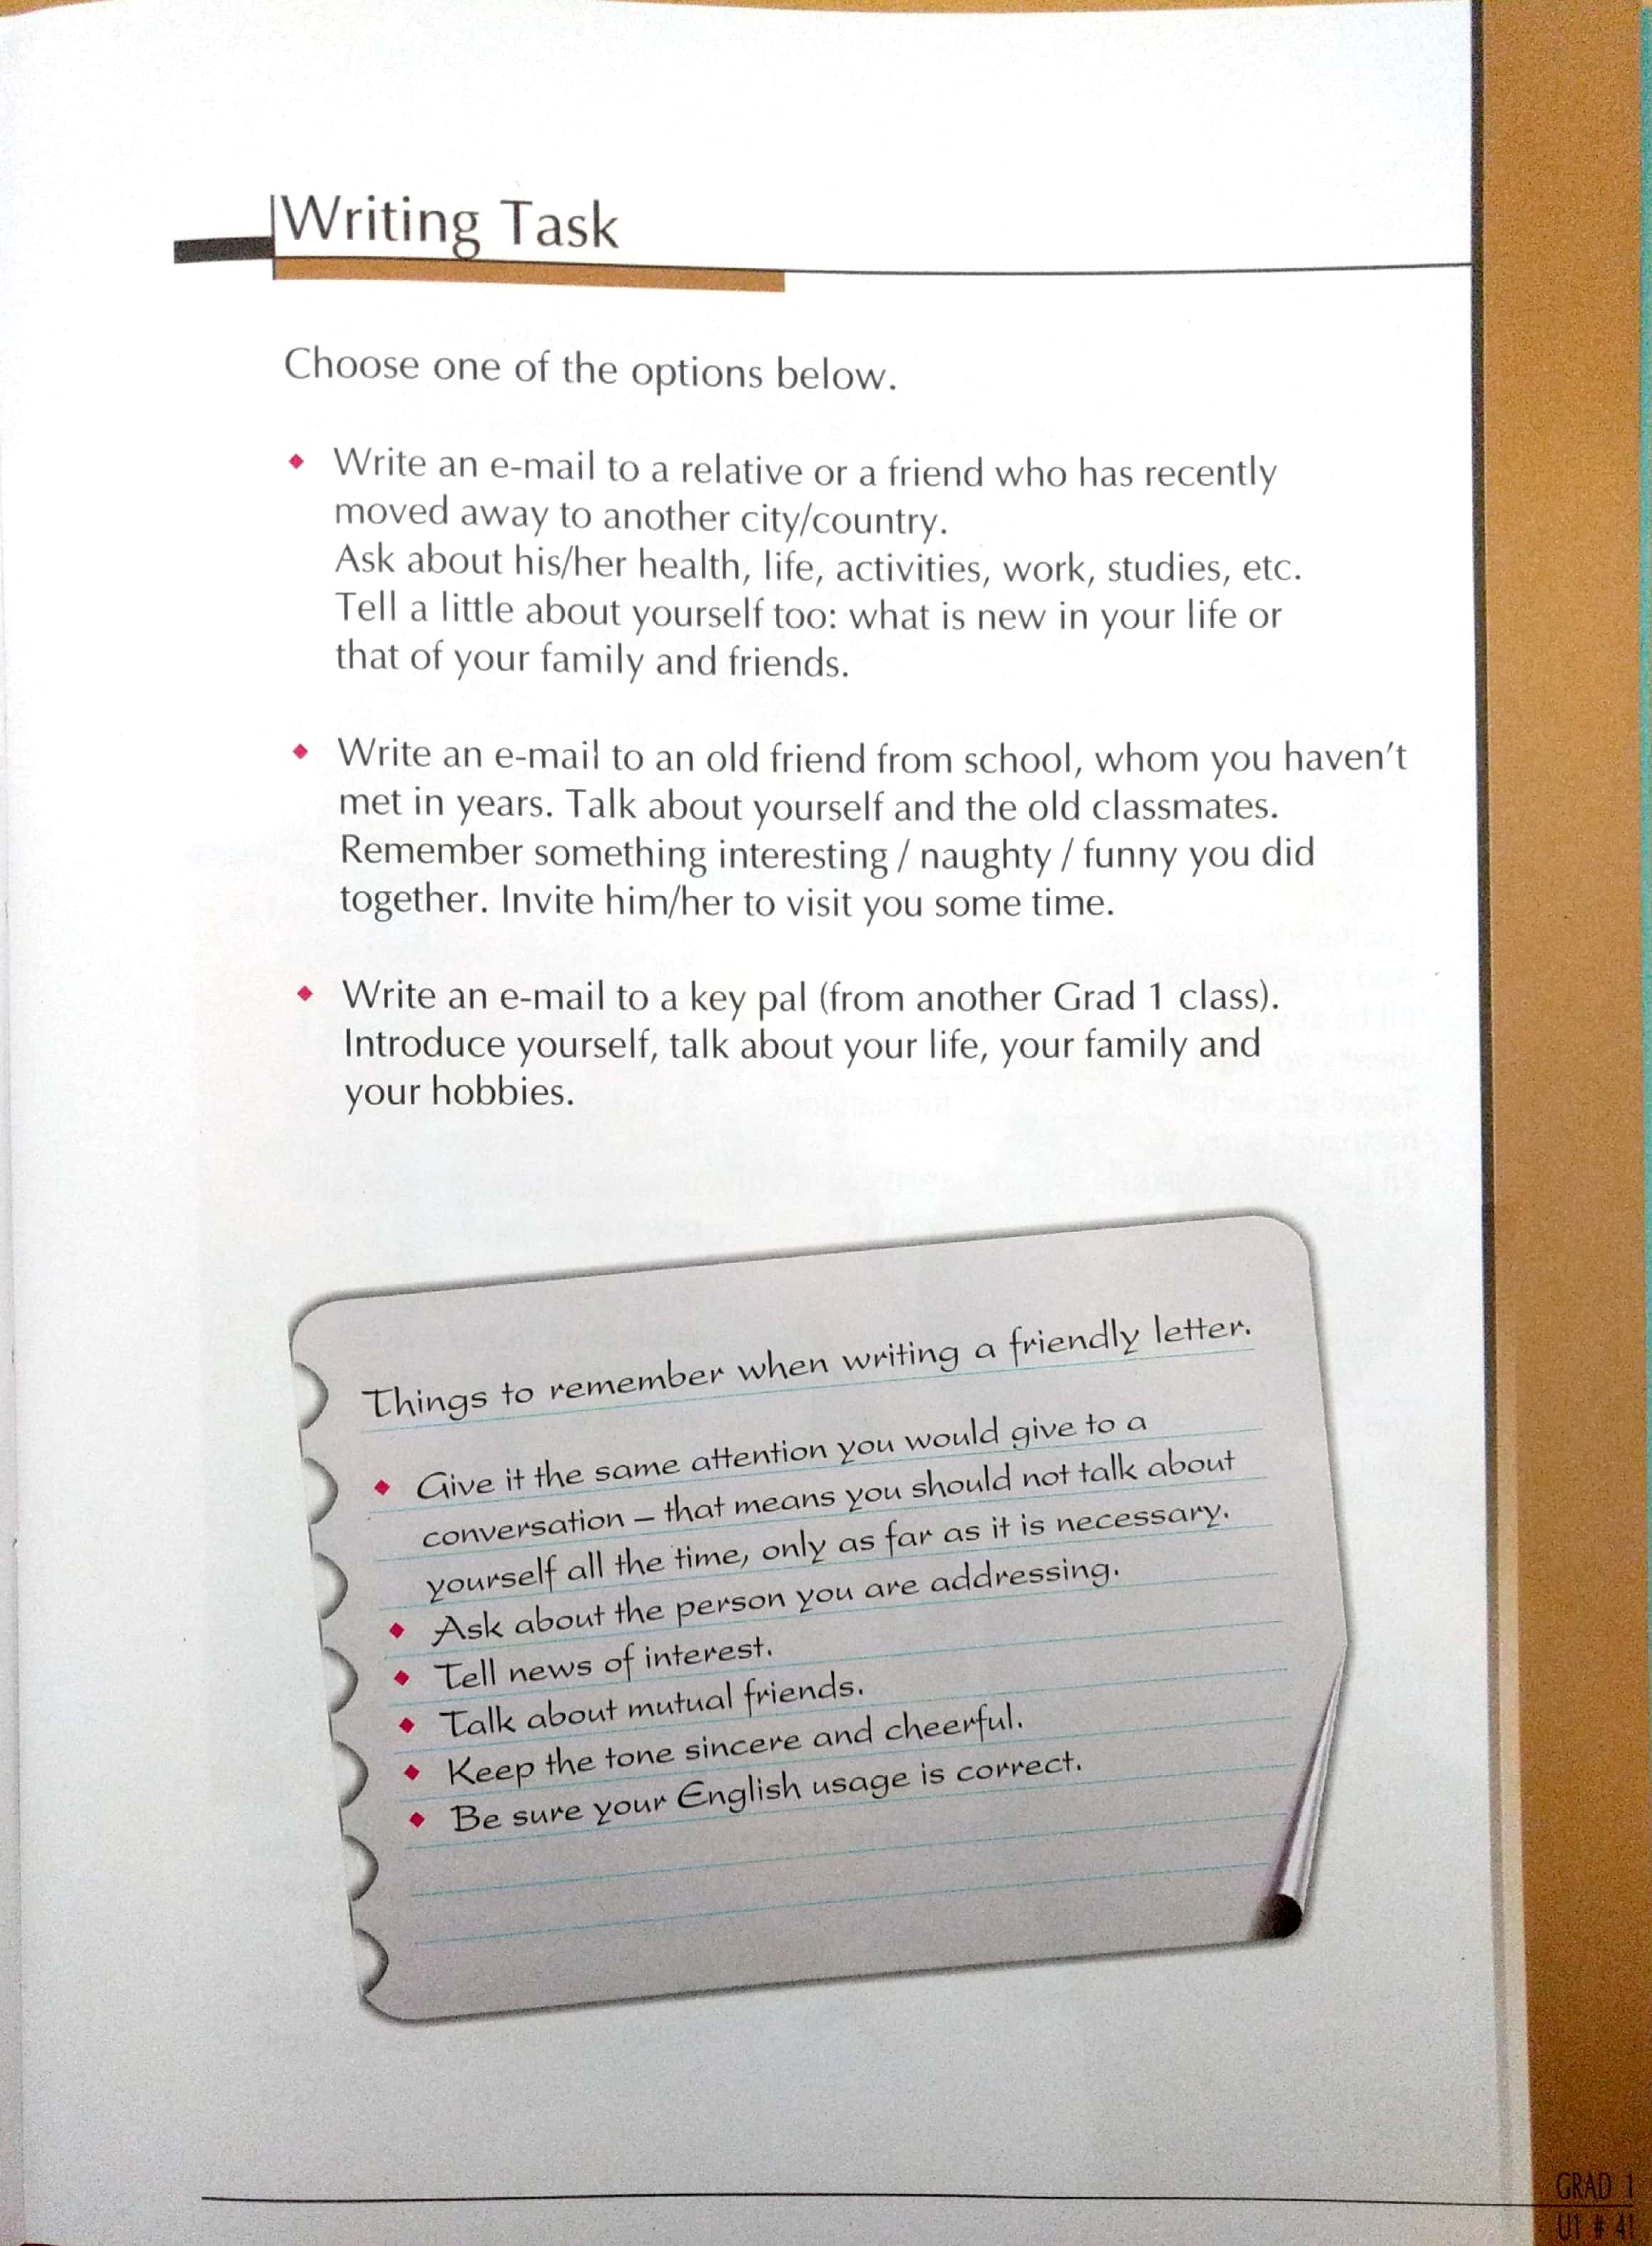 Writing Task
Choose one of the options below.
◆ Write an e-mail to a relative or a friend who has recently
moved away to another city/country.
Ask about his/her health, life, activities, work, studies, etc.
Tell a little about yourself too: what is new in your life or
that of your family and friends.
◆ Write an e-mail to an old friend from school, whom you haven't
met in years. Talk about yourself and the old classmates.
Remember something interesting / naughty / funny you did
together. Invite him/her to visit you some time.
◆ Write an e-mail to a key pal (from another Grad 1 class).
Introduce yourself, talk about your life, your family and
your hobbies.
Things to remember when writing a friendly letter.
◆ Give it the same attention you would give to a
conversation – that means you should not talk about
yourself all the time, only as far as it is necessary.
◆ Ask about the person you are addressing.
◆ Tell news of interest.
◆ Talk about mutual friends.
◆ Keep the tone sincere and cheerful.
◆ Be sure your English usage is correct.
GRAD 1
U1 # 41